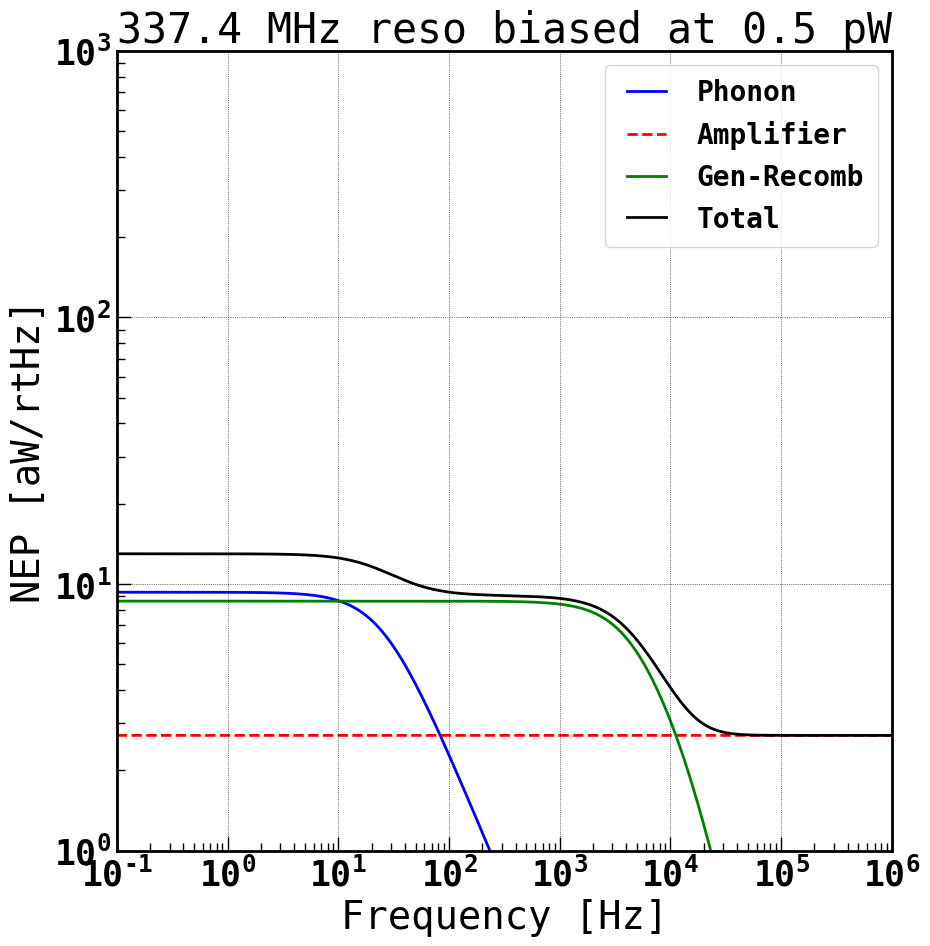 337.4 MHz reso biased at 0.5 pW
10³
Phonon
Amplifier
Gen-Recomb
Total
10²
NEP [aW/rtHz]
10¹
10⁰
10⁻¹ 10⁰ 10¹ 10² 10³ 10⁴ 10⁵ 10⁶
Frequency [Hz]